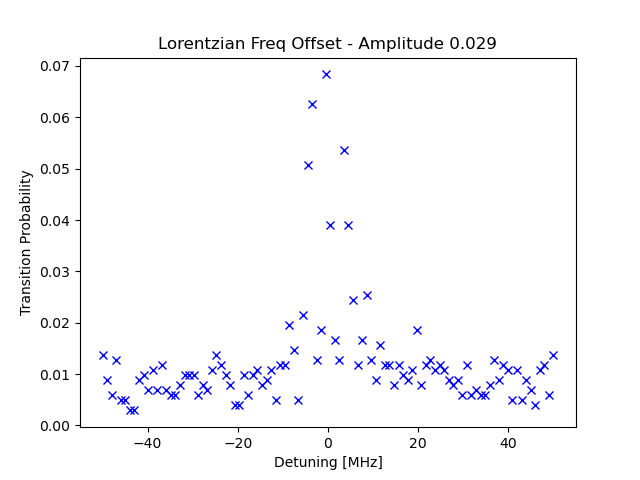 Lorentzian Freq Offset - Amplitude 0.029
0.07
0.06
0.05
0.04
0.03
0.02
0.01
0.00
Transition Probability
−40 −20 0 20 40
Detuning [MHz]